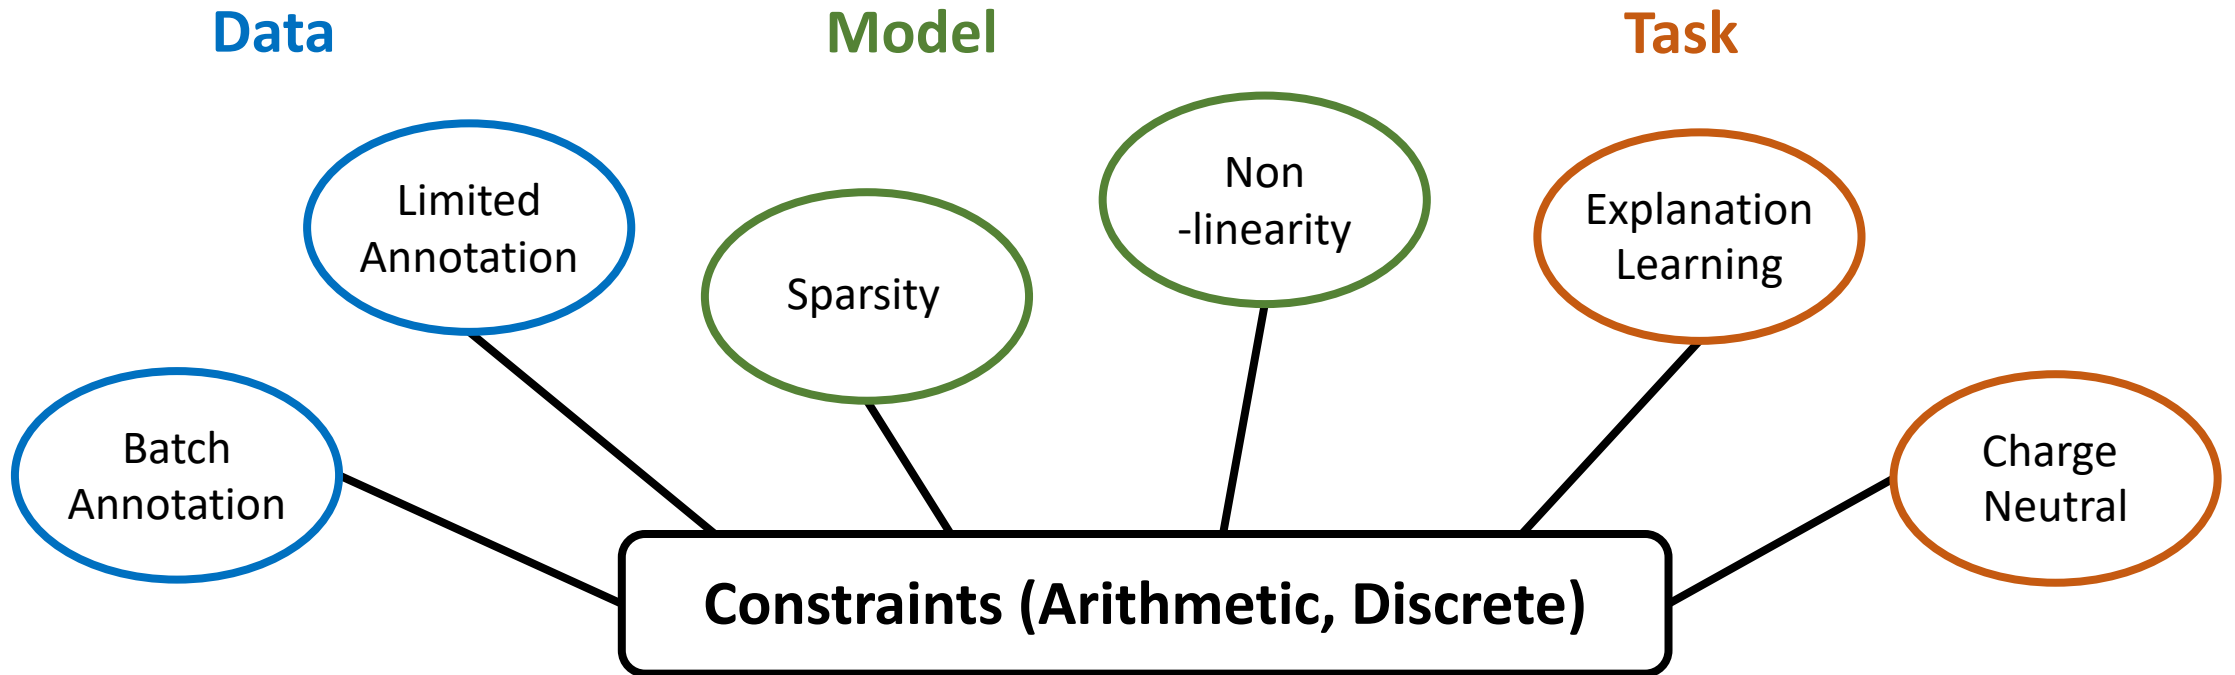 Data
Model
Task
Limited
Annotation
Batch
Annotation
Sparsity
Non
-linearity
Explanation
Learning
Charge
Neutral
Constraints (Arithmetic, Discrete)